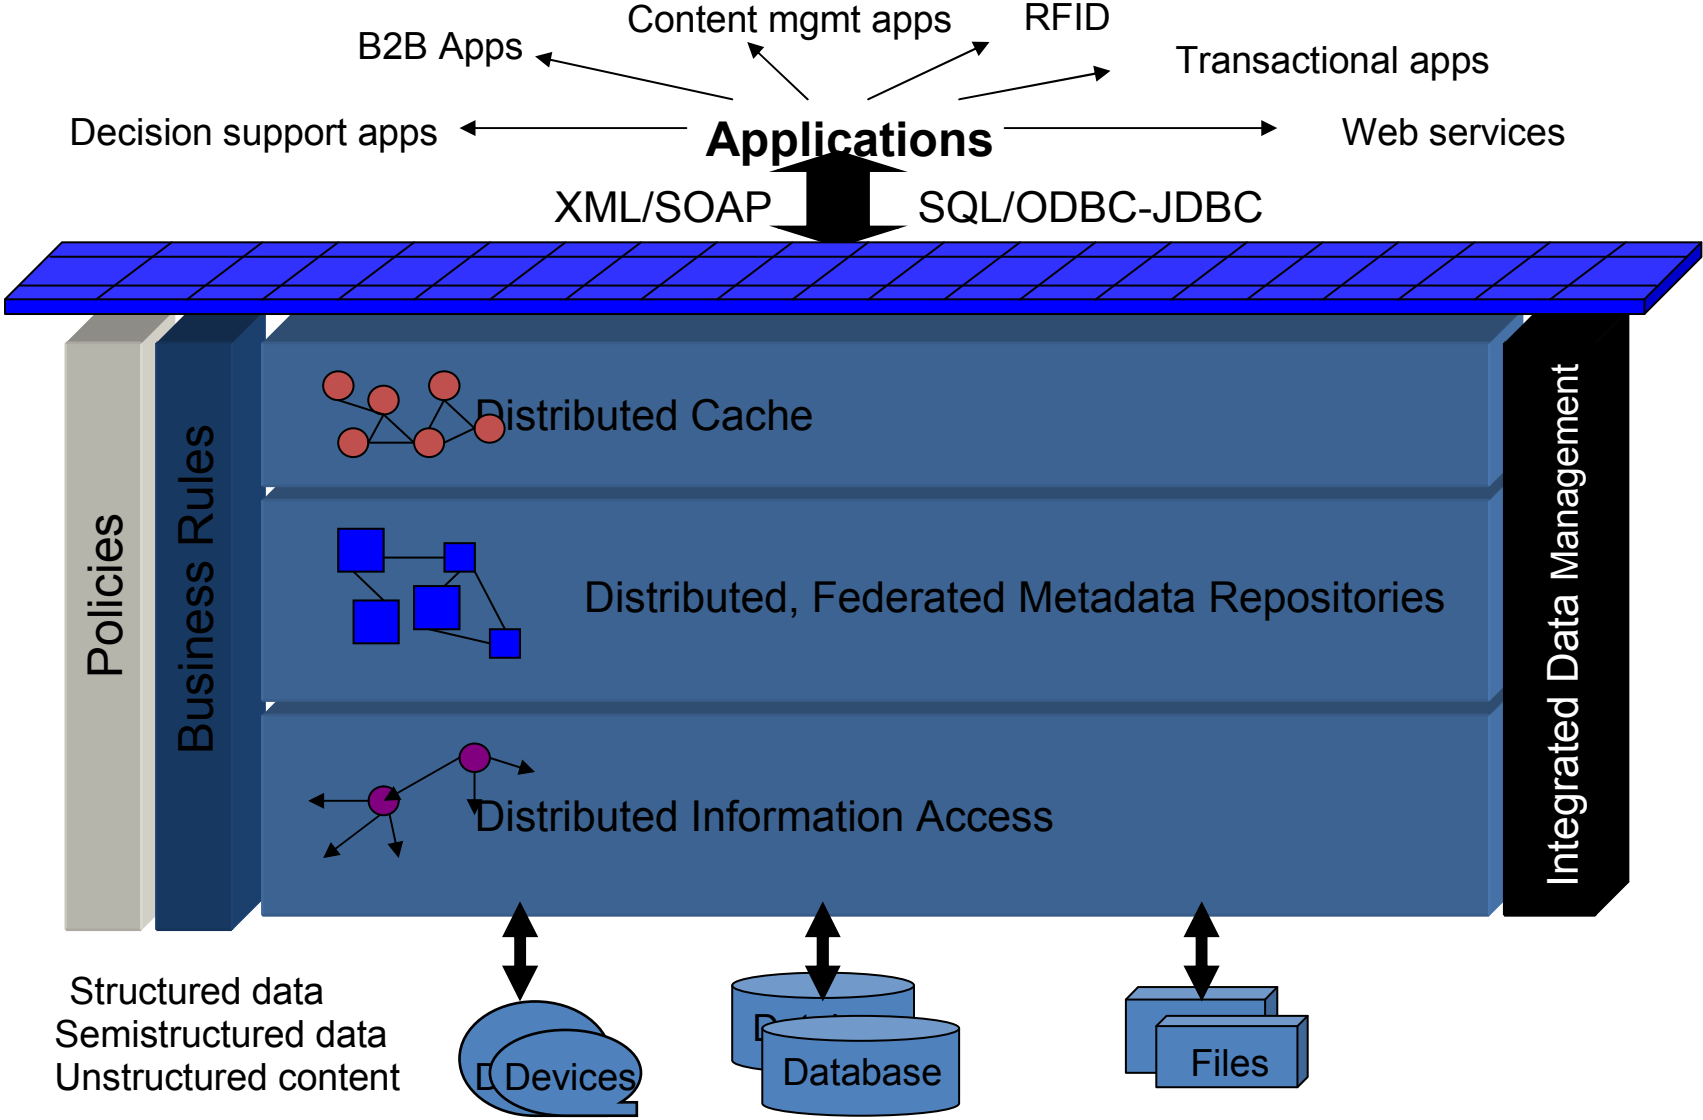 Content mgmt apps
RFID
B2B Apps
Transactional apps
Decision support apps
Applications
Web services
XML/SOAP
SQL/ODBC-JDBC
Policies
Business Rules
Distributed Cache
Distributed, Federated Metadata Repositories
Distributed Information Access
Integrated Data Management
Structured data
Semistructured data
Unstructured content
Devices
Database
Files